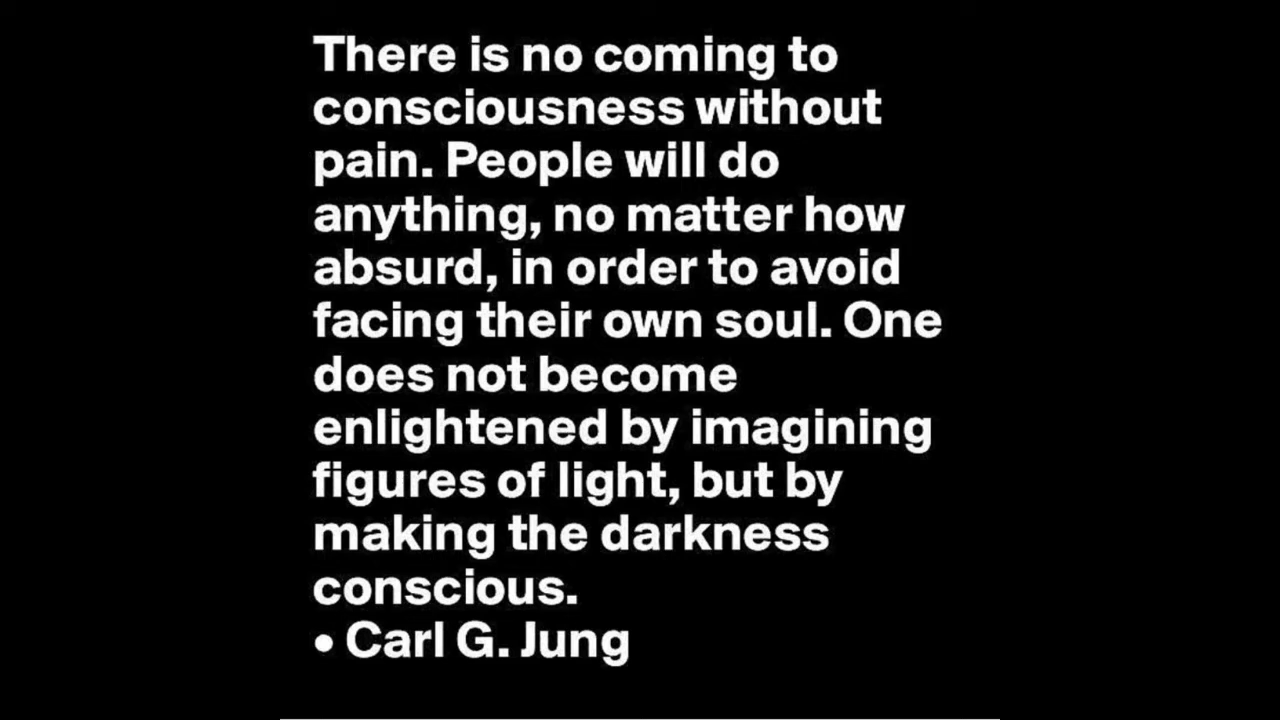 There is no coming to
consciousness without
pain. People will do
anything, no matter how
absurd, in order to avoid
facing their own soul. One
does not become
enlightened by imagining
figures of light, but by
making the darkness
conscious.
• Carl G. Jung